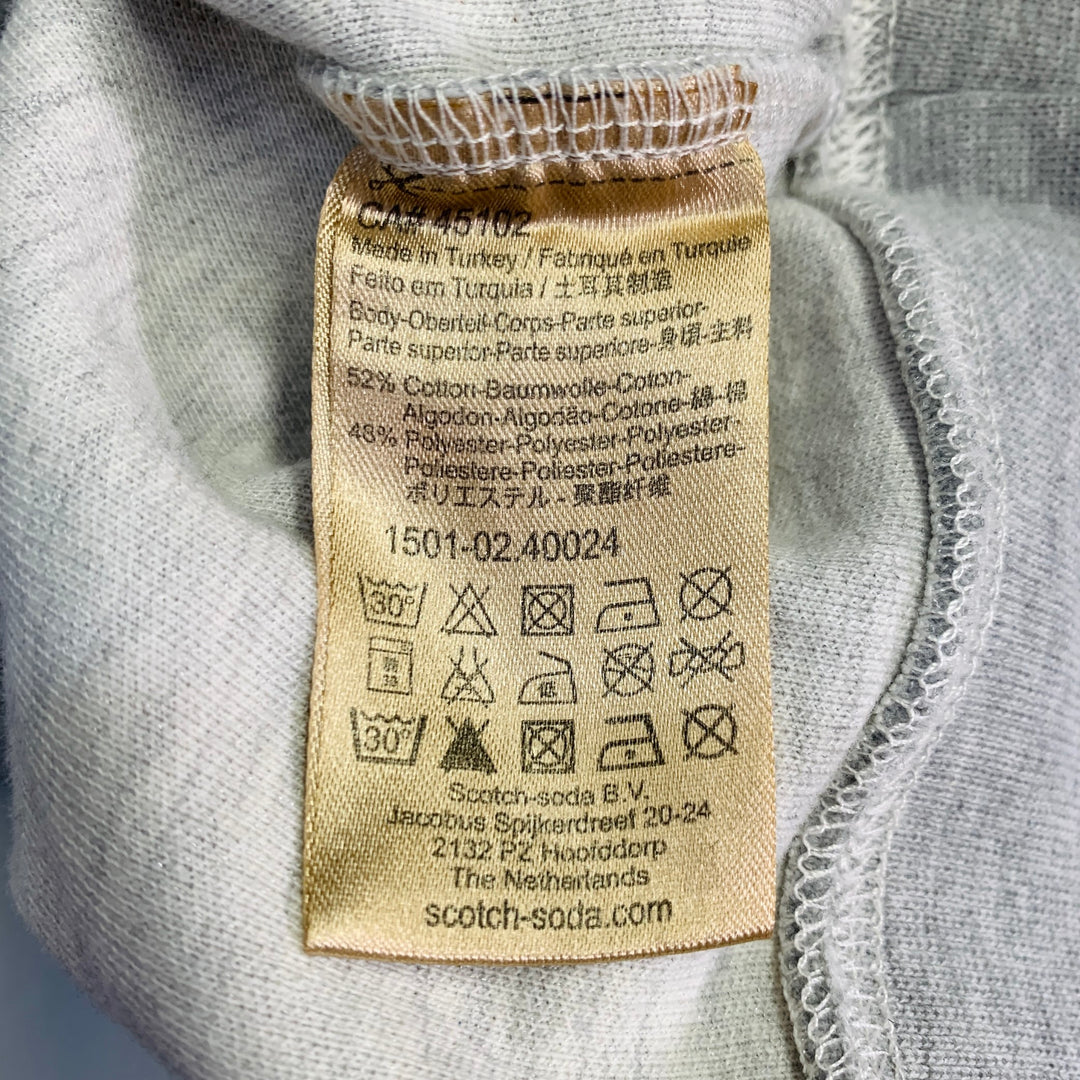 CA# 45102
Made in Turkey / Fabriqué en Turquie
Feito em Turquia / 土耳其制造
Body-Oberteil-Corps-Parte superior-
Parte superior-Parte superiore-身頃-主料
52% Cotton-Baumwolle-Coton-
Algodon-Algodão-Cotone-綿-棉
48% Polyester-Polyester-Polyester
Poliestere-Poliester-Poliestere-
ポリエステル - 聚酯纤维
1501-02.40024
30°
低
30°
Scotch-soda B.V.
Jacobus Spijkerdreef 20-24
2132 PZ Hoofddorp
The Netherlands
scotch-soda.com